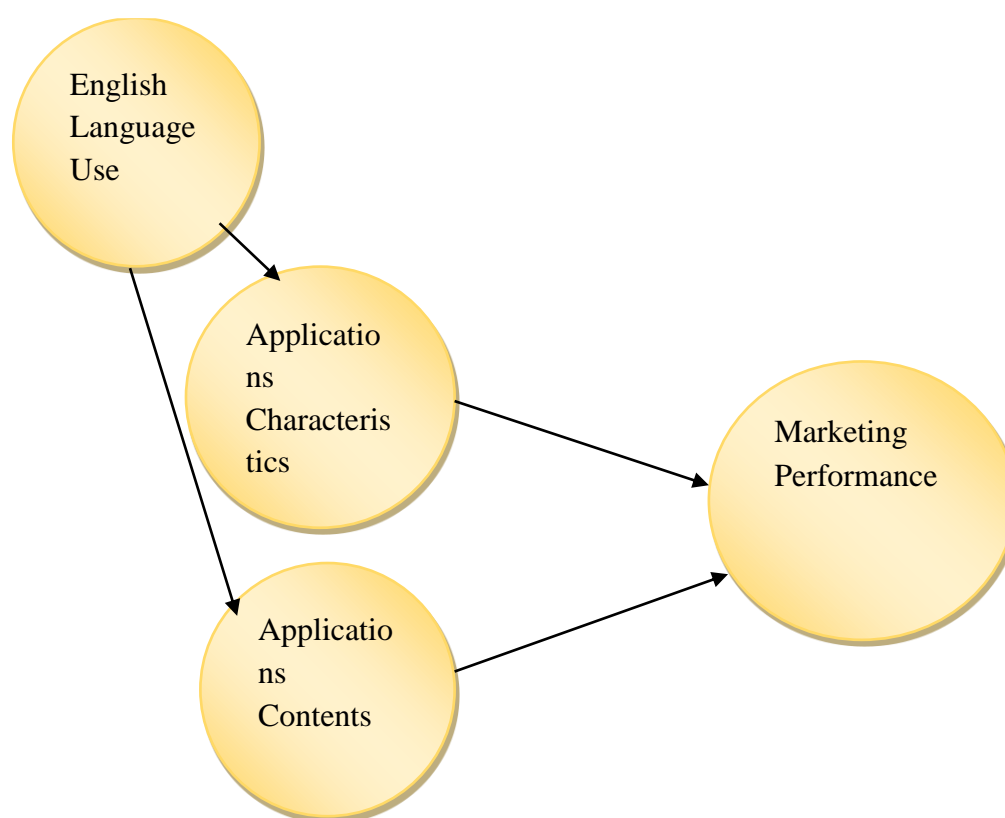 English
Language
Use
Applicatio
ns
Characteris
tics
Marketing
Performance
Applicatio
ns
Contents